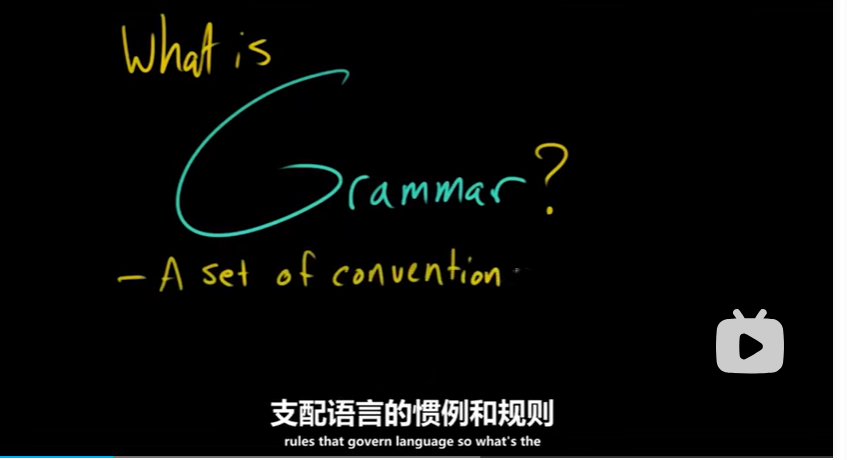 What is
Grammar?
- A set of convention
支配语言的惯例和规则
rules that govern language so what's the